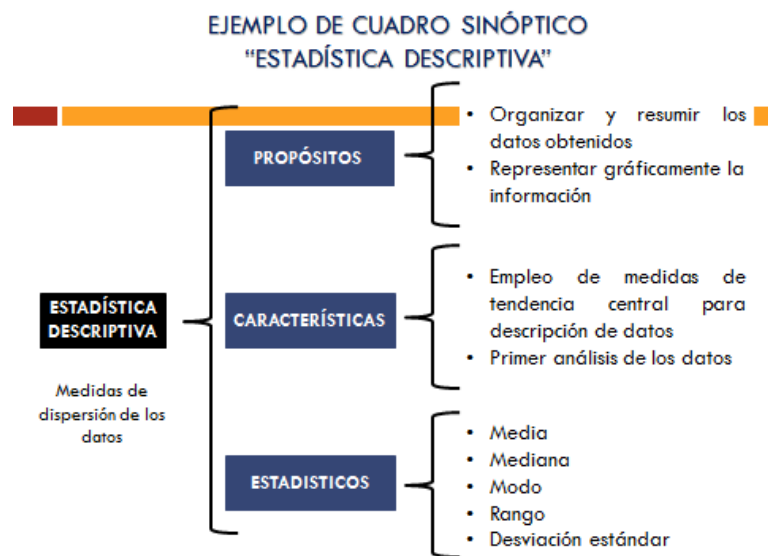 EJEMPLO DE CUADRO SINÓPTICO
“ESTADÍSTICA DESCRIPTIVA”
PROPÓSITOS
• Organizar y resumir los
datos obtenidos
• Representar gráficamente la
información
ESTADÍSTICA
DESCRIPTIVA
Medidas de
dispersión de los
datos
CARACTERÍSTÍCAS
• Empleo de medidas de
tendencia central para
descripción de datos
• Primer análisis de los datos
ESTADISTICOS
• Media
• Mediana
• Modo
• Rango
• Desviación estándar